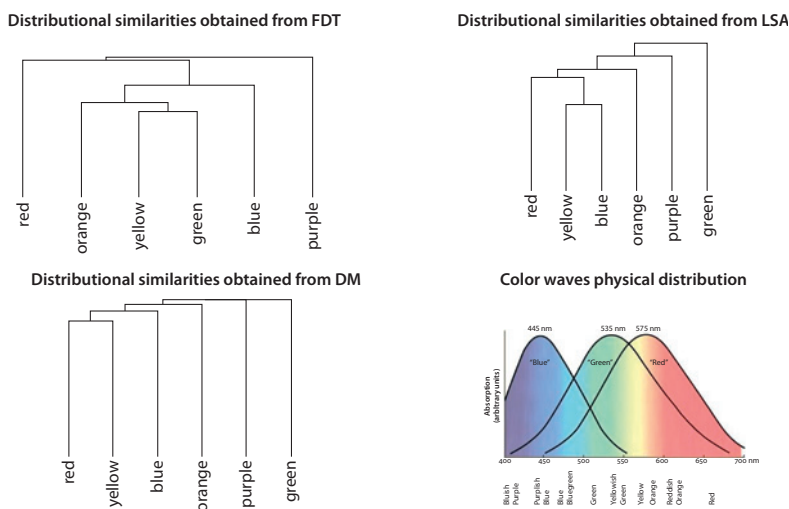 Distributional similarities obtained from FDT
red
orange
yellow
green
blue
purple
Distributional similarities obtained from LSA
red
yellow
blue
orange
purple
green
Distributional similarities obtained from DM
red
yellow
blue
orange
purple
green
Color waves physical distribution
445 nm
535 nm
575 nm
"Blue"
"Green"
"Red"
Absorption
(arbitrary units)
400
450
500
550
600
650
700 nm
Bluish
Purple
Purplish
Blue
Blue
Bluegreen
Green
Yellowish
Green
Yellow
Orange
Reddish
Orange
Red